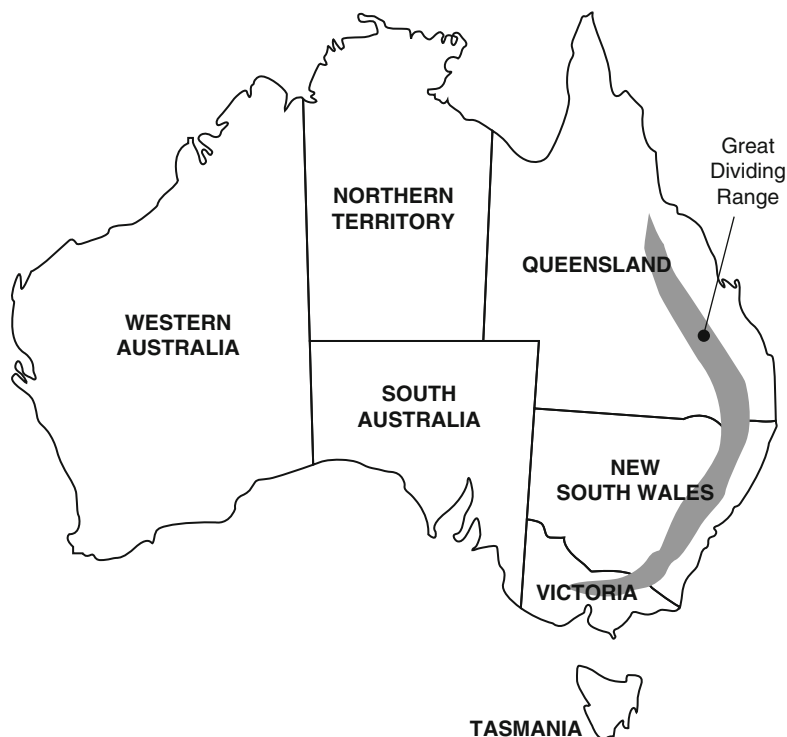 Great
Dividing
Range
NORTHERN
TERRITORY
QUEENSLAND
WESTERN
AUSTRALIA
SOUTH
AUSTRALIA
NEW
SOUTH WALES
VICTORIA
TASMANIA